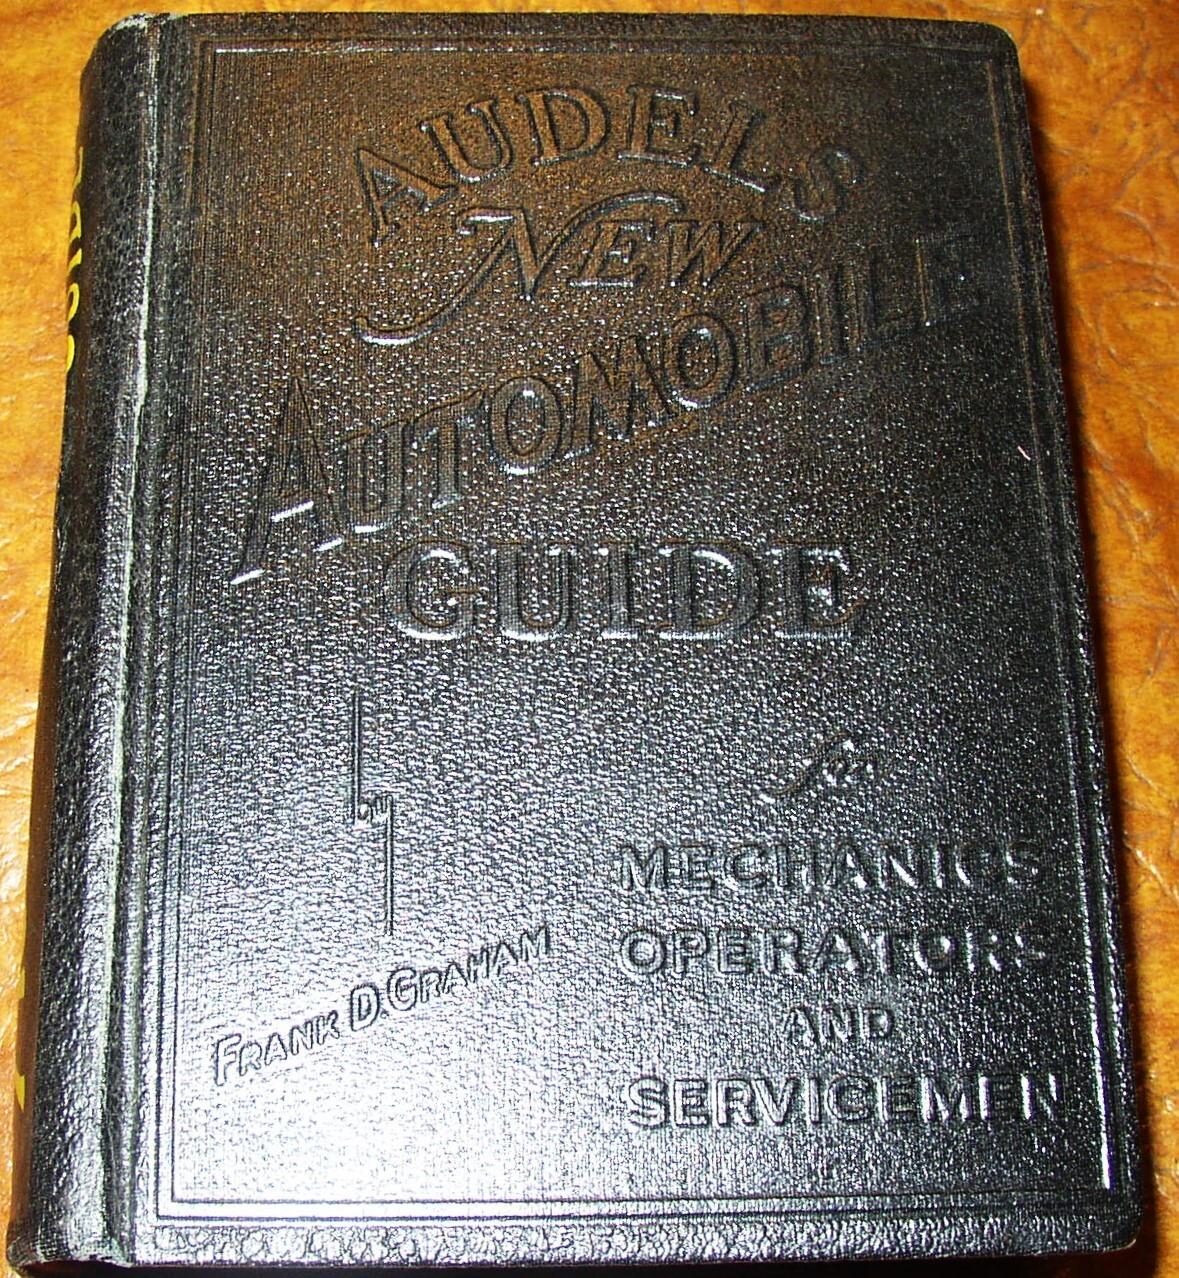 AUDELS
NEW
AUTOMOBILE
GUIDE
by
FRANK D. GRAHAM
for
MECHANICS
OPERATORS
AND
SERVICEMEN